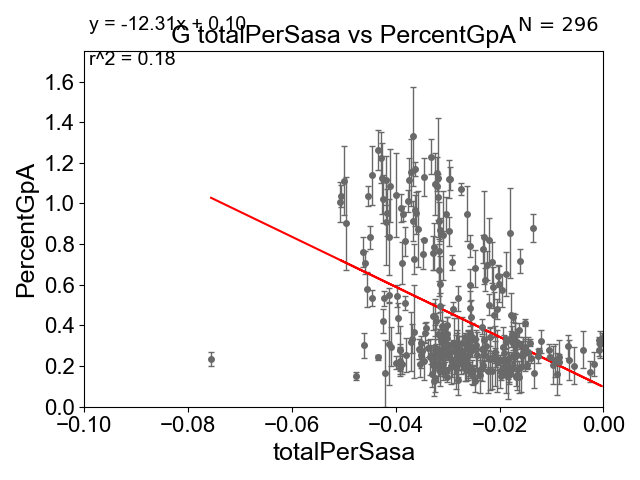 y = -12.31x + 0.10
N = 296
G totalPerSasa vs PercentGpA
r^2 = 0.18
PercentGpA
1.6
1.4
1.2
1.0
0.8
0.6
0.4
0.2
0.0
−0.10
−0.08
−0.06
−0.04
−0.02
0.00
totalPerSasa